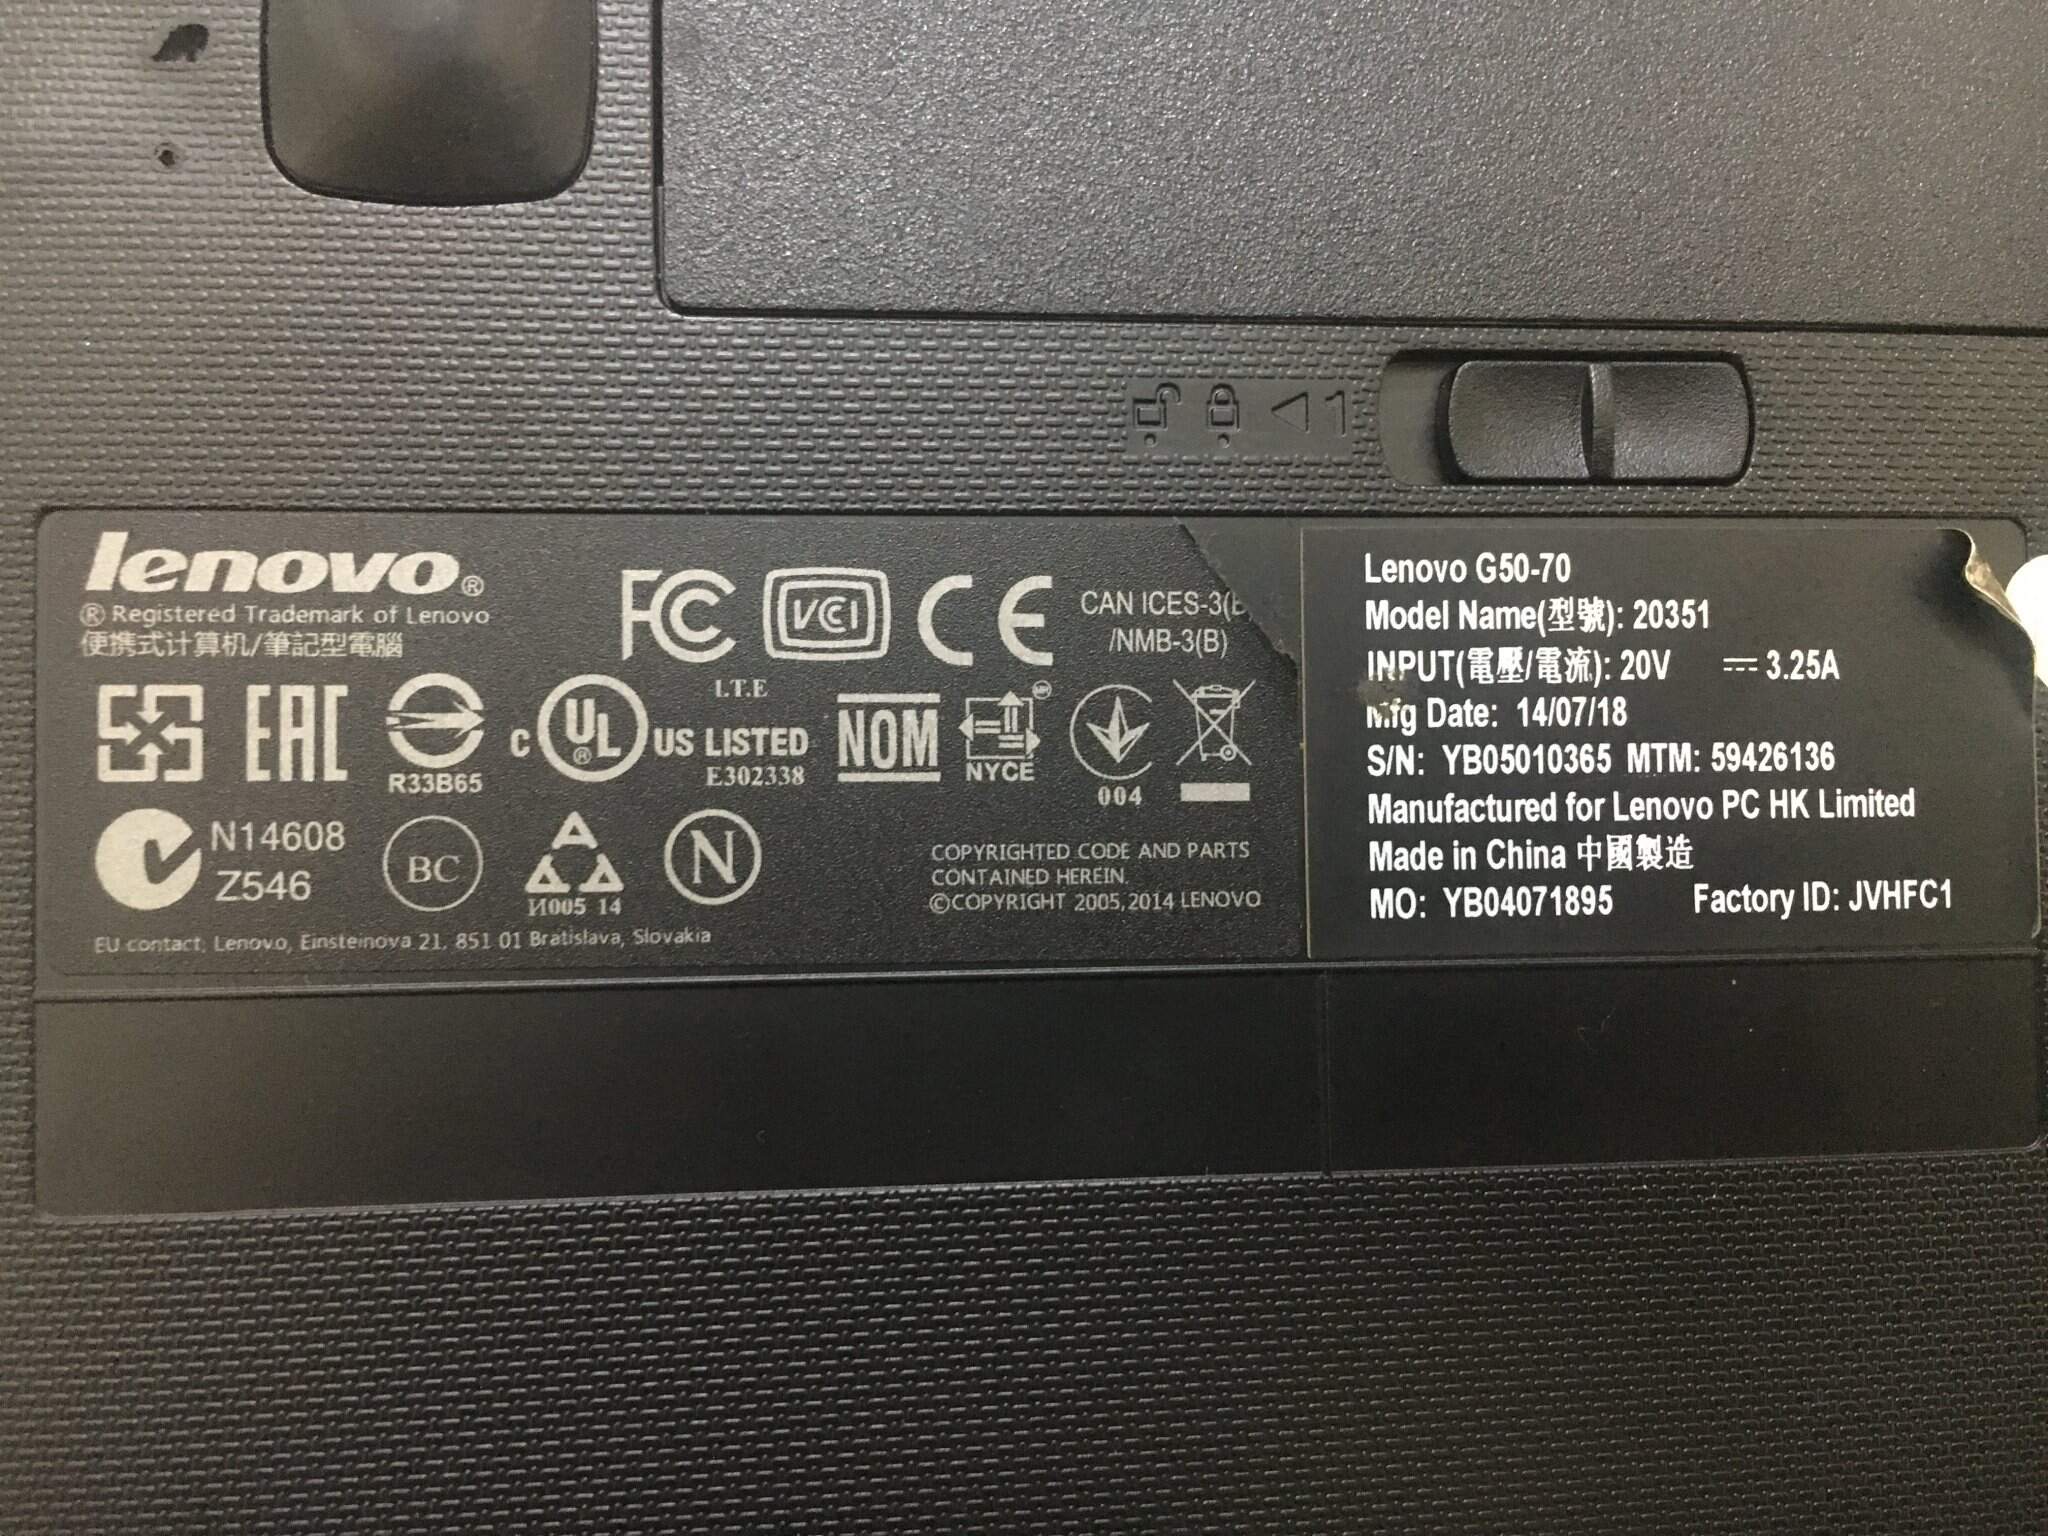 1
lenovo®
® Registered Trademark of Lenovo
便携式计算机/筆記型電腦
FC VCI CE
I.T.E
CAN ICES-3(B
/NMB-3(B)
EAC
R33B65
C UL® US LISTED
E302338
NOM
NYCE
004
N14608
Z546
BC
И005 14
N
COPYRIGHTED CODE AND PARTS
CONTAINED HEREIN.
©COPYRIGHT 2005,2014 LENOVO
EU contact; Lenovo, Einsteinova 21, 851 01 Bratislava, Slovakia
Lenovo G50-70
Model Name(型號): 20351
INPUT(電壓/電流): 20V ⎓ 3.25A
Mfg Date: 14/07/18
S/N: YB05010365 MTM: 59426136
Manufactured for Lenovo PC HK Limited
Made in China 中國製造
MO: YB04071895 Factory ID: JVHFC1